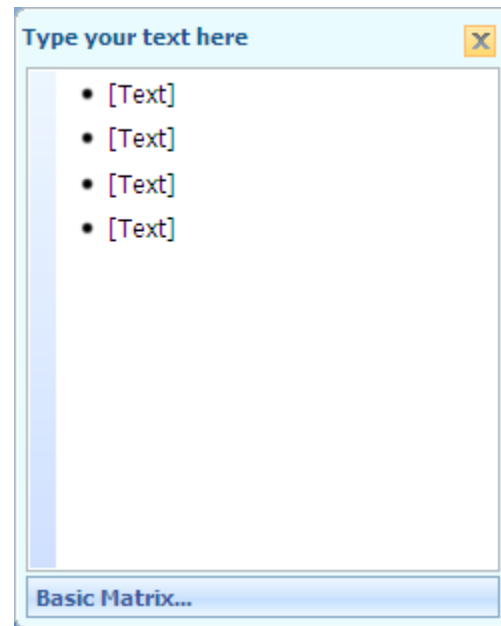 Type your text here
• [Text]
• [Text]
• [Text]
• [Text]
Basic Matrix...